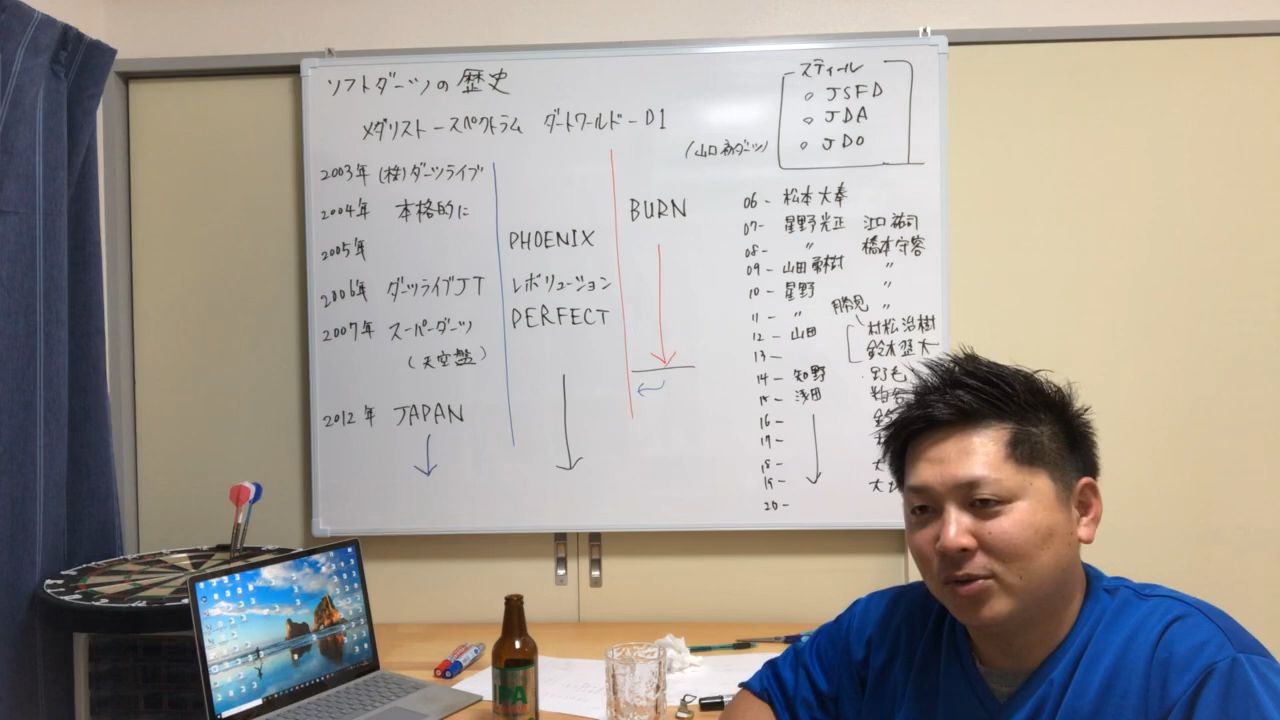 ソフトダーツの歴史
メダリスト－スペクトラム ダートワールド－D1
スティール
○ JSFD
○ JDA
○ JDO
2003年 (株)ダーツライブ
2004年 本格的に
2005年
2006年 ダーツライブJT
2007年 スーパーダーツ
(天空盤)
2012年 JAPAN
PHOENIX
レボリューション
PERFECT
BURN
06－ 松本大奉
07－ 星野光正 江口祐司
08－ 〃 橋本守容
09－ 山田勇樹 〃
10－ 星野 〃
11－ 〃 勝見 〃
12－ 山田 村松治樹
13－ 鈴木
14－ 知野 野毛
15－ 浅田
16－
17－
18－ 大
19－ 大
20－
IPA